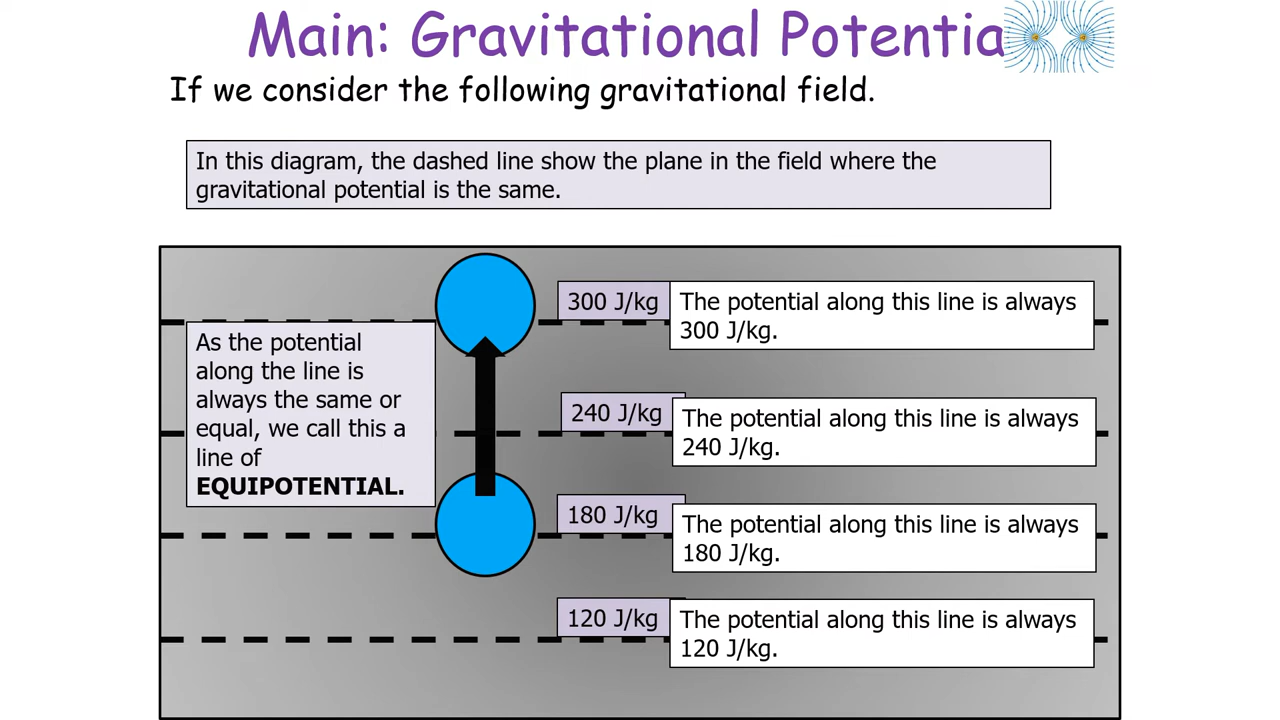 Main: Gravitational Potentia
If we consider the following gravitational field.
In this diagram, the dashed line show the plane in the field where the
gravitational potential is the same.
300 J/kg
The potential along this line is always
300 J/kg.
As the potential
along the line is
always the same or
equal, we call this a
line of
EQUIPOTENTIAL.
240 J/kg
The potential along this line is always
240 J/kg.
180 J/kg
The potential along this line is always
180 J/kg.
120 J/kg
The potential along this line is always
120 J/kg.